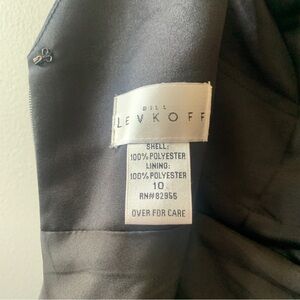 BILL
LEVKOFF
SHELL:
100% POLYESTER
LINING:
100% POLYESTER
10
RN#82955
OVER FOR CARE